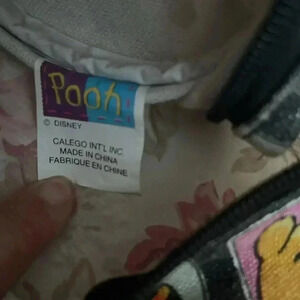 Pooh
© DISNEY
CALEGO INT'L INC
MADE IN CHINA
FABRIQUE EN CHINE